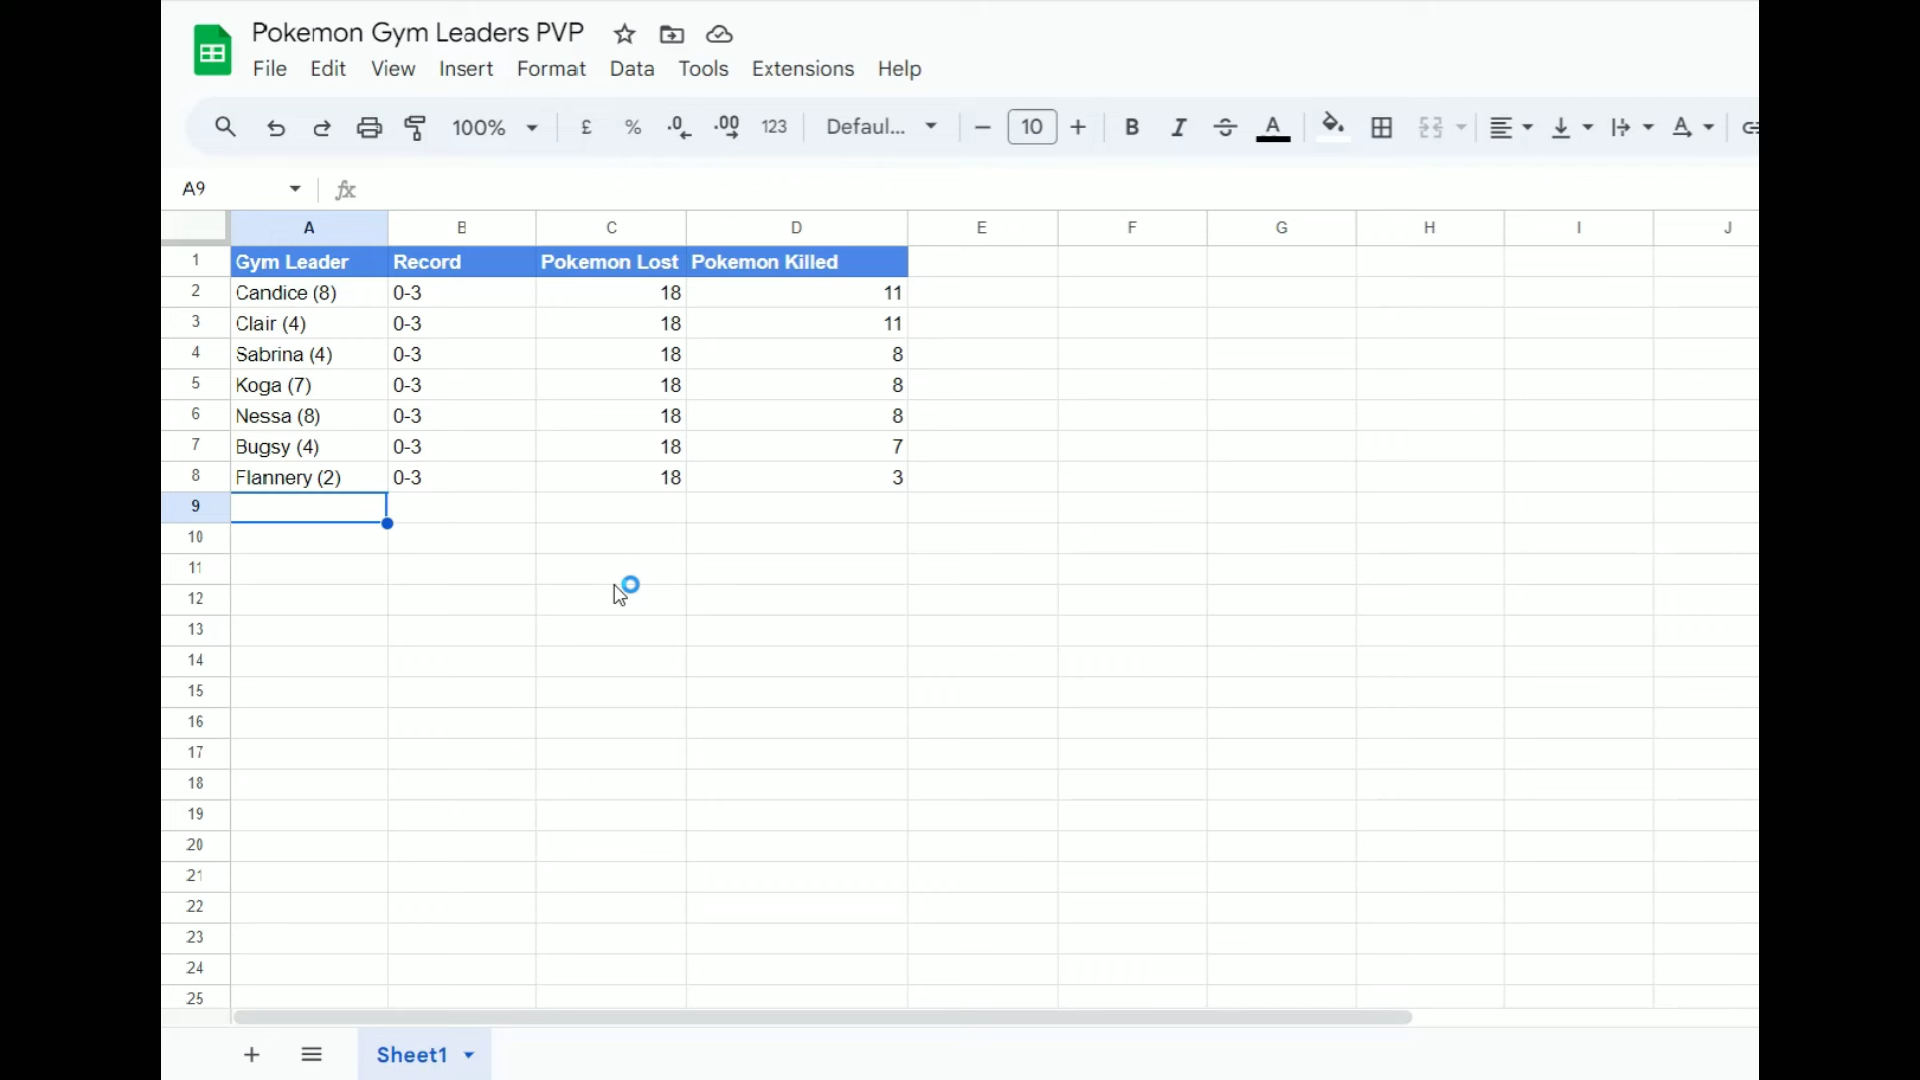 Pokemon Gym Leaders PVP
File Edit View Insert Format Data Tools Extensions Help
100% £ % .0 .00 123 Defaul... 10 B I A A
A9 fx
A B C D E F G H I J
1 Gym Leader Record Pokemon Lost Pokemon Killed
2 Candice (8) 0-3 18 11
3 Clair (4) 0-3 18 11
4 Sabrina (4) 0-3 18 8
5 Koga (7) 0-3 18 8
6 Nessa (8) 0-3 18 8
7 Bugsy (4) 0-3 18 7
8 Flannery (2) 0-3 18 3
9
10
11
12
13
14
15
16
17
18
19
20
21
22
23
24
25
Sheet1